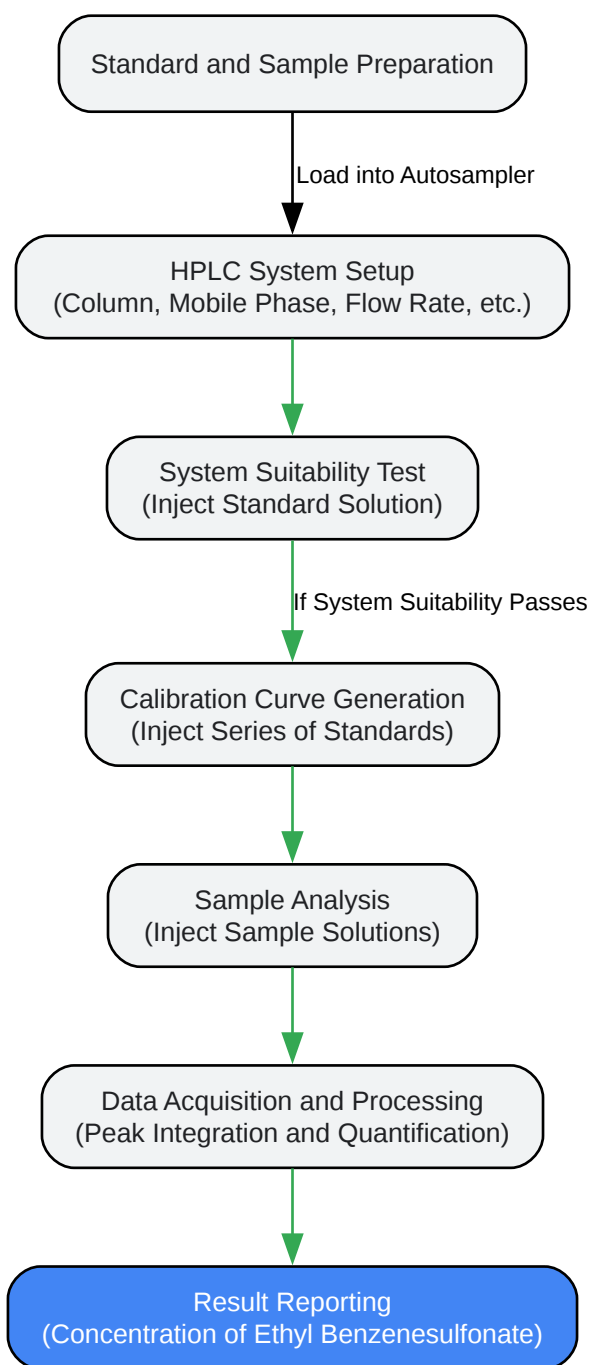 Standard and Sample Preparation
Load into Autosampler
HPLC System Setup
(Column, Mobile Phase, Flow Rate, etc.)
System Suitability Test
(Inject Standard Solution)
If System Suitability Passes
Calibration Curve Generation
(Inject Series of Standards)
Sample Analysis
(Inject Sample Solutions)
Data Acquisition and Processing
(Peak Integration and Quantification)
Result Reporting
(Concentration of Ethyl Benzenesulfonate)